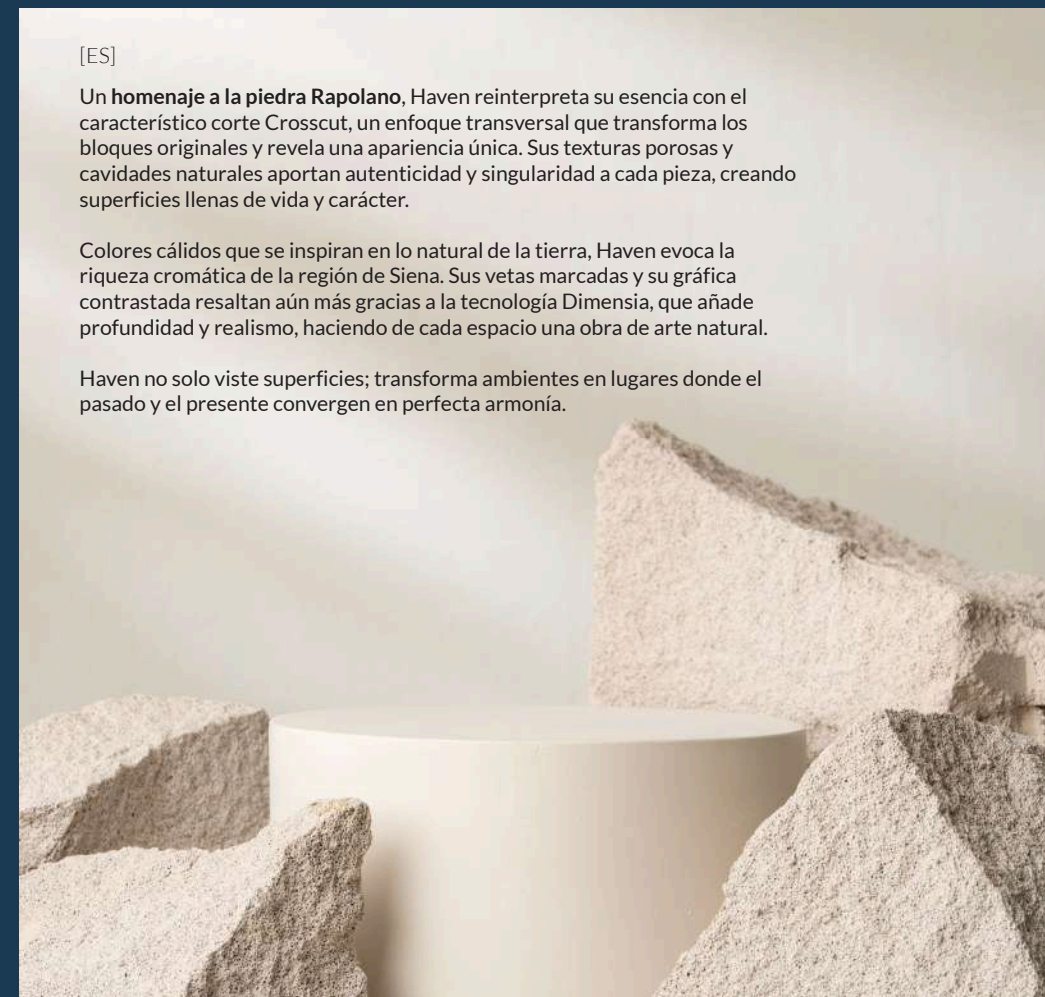 [ES]
Un homenaje a la piedra Rapolano, Haven reinterpreta su esencia con el
característico corte Crosscut, un enfoque transversal que transforma los
bloques originales y revela una apariencia única. Sus texturas porosas y
cavidades naturales aportan autenticidad y singularidad a cada pieza, creando
superficies llenas de vida y carácter.
Colores cálidos que se inspiran en lo natural de la tierra, Haven evoca la
riqueza cromática de la región de Siena. Sus vetas marcadas y su gráfica
contrastada resaltan aún más gracias a la tecnología Dimensia, que añade
profundidad y realismo, haciendo de cada espacio una obra de arte natural.
Haven no solo viste superficies; transforma ambientes en lugares donde el
pasado y el presente convergen en perfecta armonía.